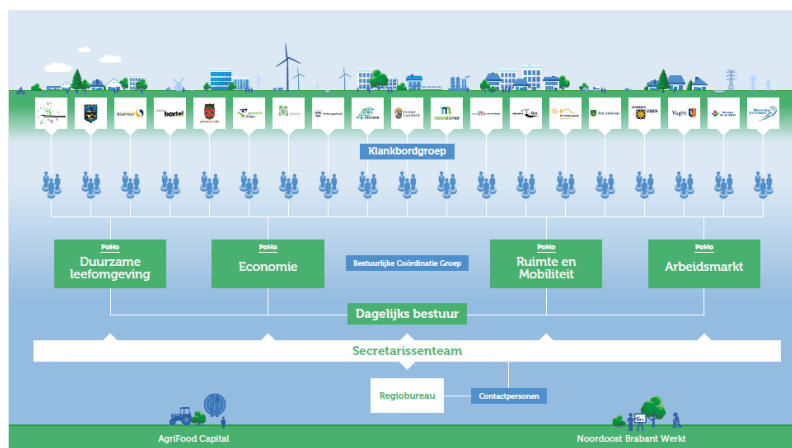 boxtel
Vught
Klankbordgroep
PoHo
Duurzame
leefomgeving
PoHo
Economie
Bestuurlijke Coördinatie Groep
PoHo
Ruimte en
Mobiliteit
PoHo
Arbeidsmarkt
Dagelijks bestuur
Secretarissenteam
Regiobureau
Contactpersonen
AgriFood Capital
Noordoost Brabant Werkt